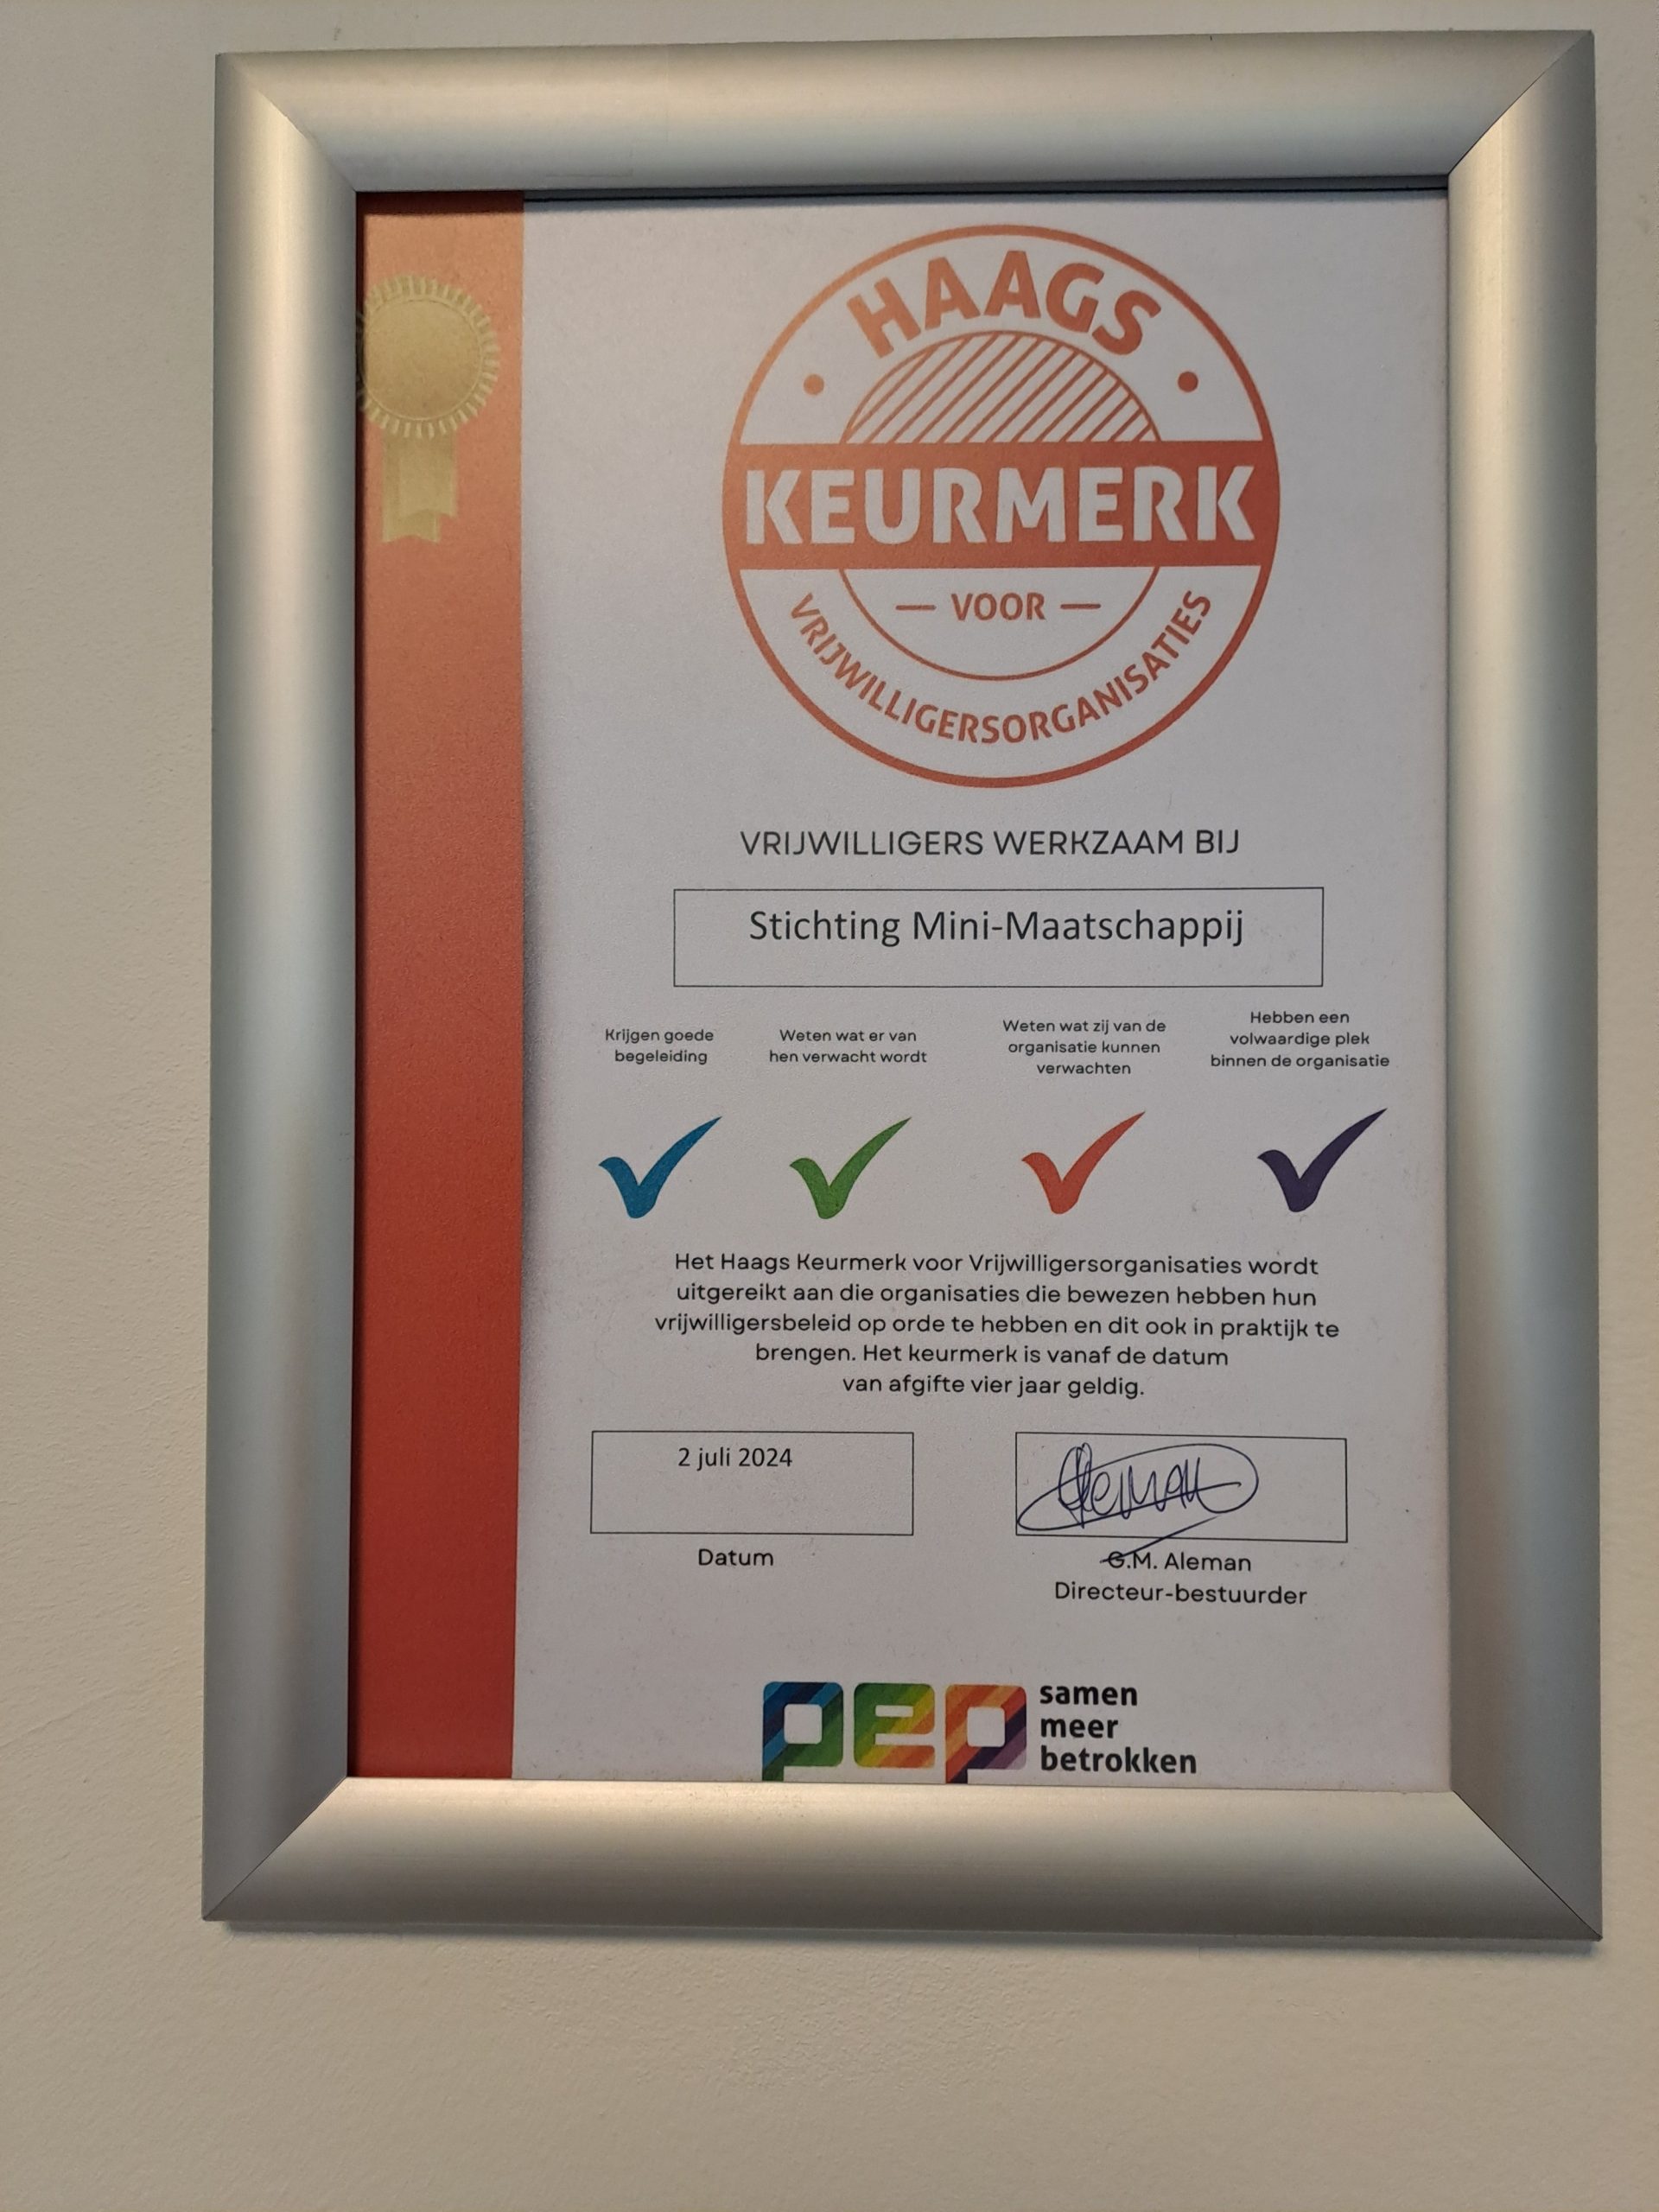 HAAGS
KEURMERK
VOOR
VRIJWILLIGERSORGANISATIES
VRIJWILLIGERS WERKZAAM BIJ
Stichting Mini-Maatschappij
Krijgen goede
begeleiding
Weten wat er van
hen verwacht wordt
Weten wat zij van de
organisatie kunnen
verwachten
Hebben een
volwaardige plek
binnen de organisatie
Het Haags Keurmerk voor Vrijwilligersorganisaties wordt
uitgereikt aan die organisaties die bewezen hebben hun
vrijwilligersbeleid op orde te hebben en dit ook in praktijk te
brengen. Het keurmerk is vanaf de datum
van afgifte vier jaar geldig.
2 juli 2024
Datum
Aleman
G.M. Aleman
Directeur-bestuurder
pep
samen
meer
betrokken